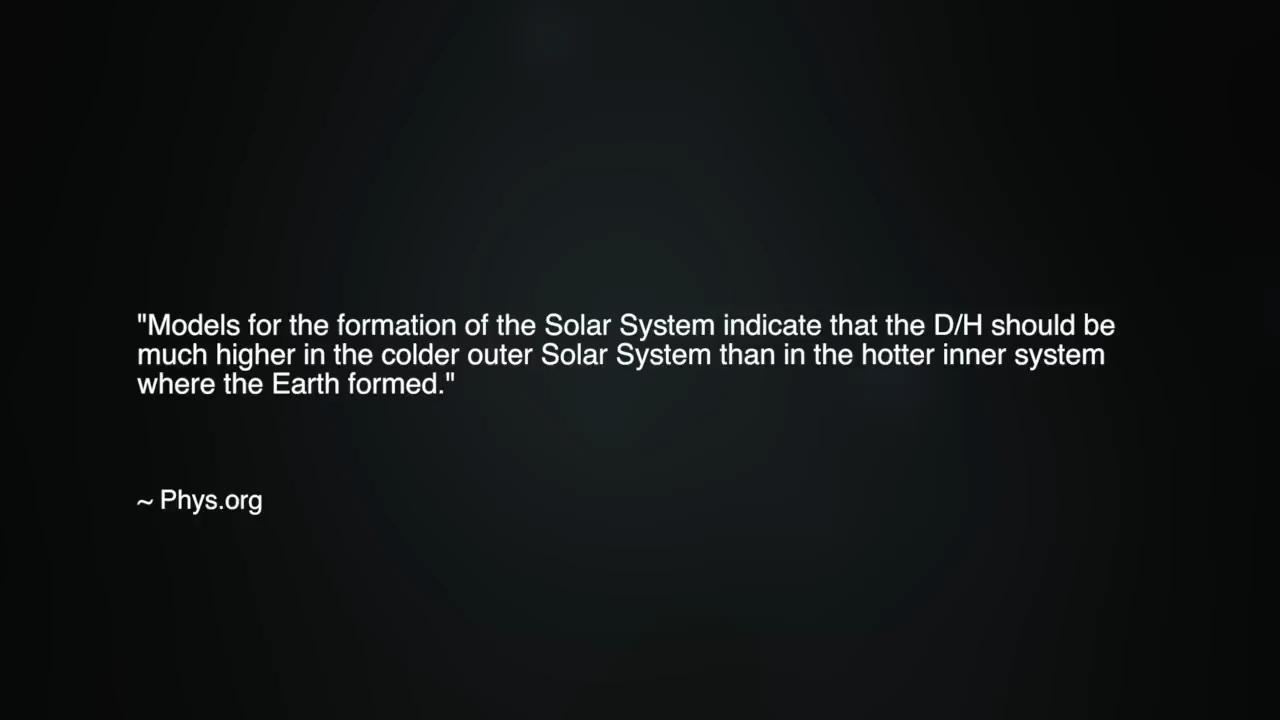 "Models for the formation of the Solar System indicate that the D/H should be
much higher in the colder outer Solar System than in the hotter inner system
where the Earth formed."
~ Phys.org